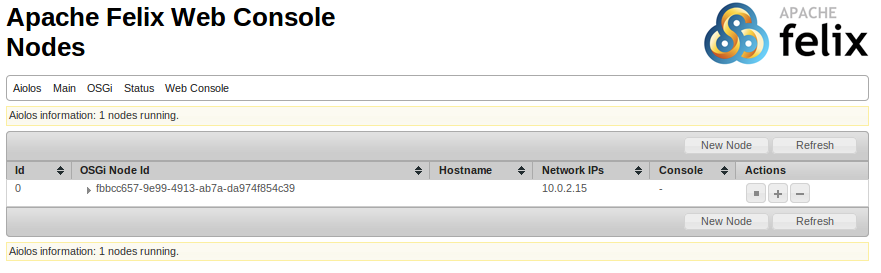 Apache Felix Web Console
Nodes
APACHE
felix
Aiolos Main OSGi Status Web Console
Aiolos information: 1 nodes running.
New Node Refresh
Id OSGi Node Id Hostname Network IPs Console Actions
0 fbbcc657-9e99-4913-ab7a-da974f854c39 10.0.2.15 -
New Node Refresh
Aiolos information: 1 nodes running.